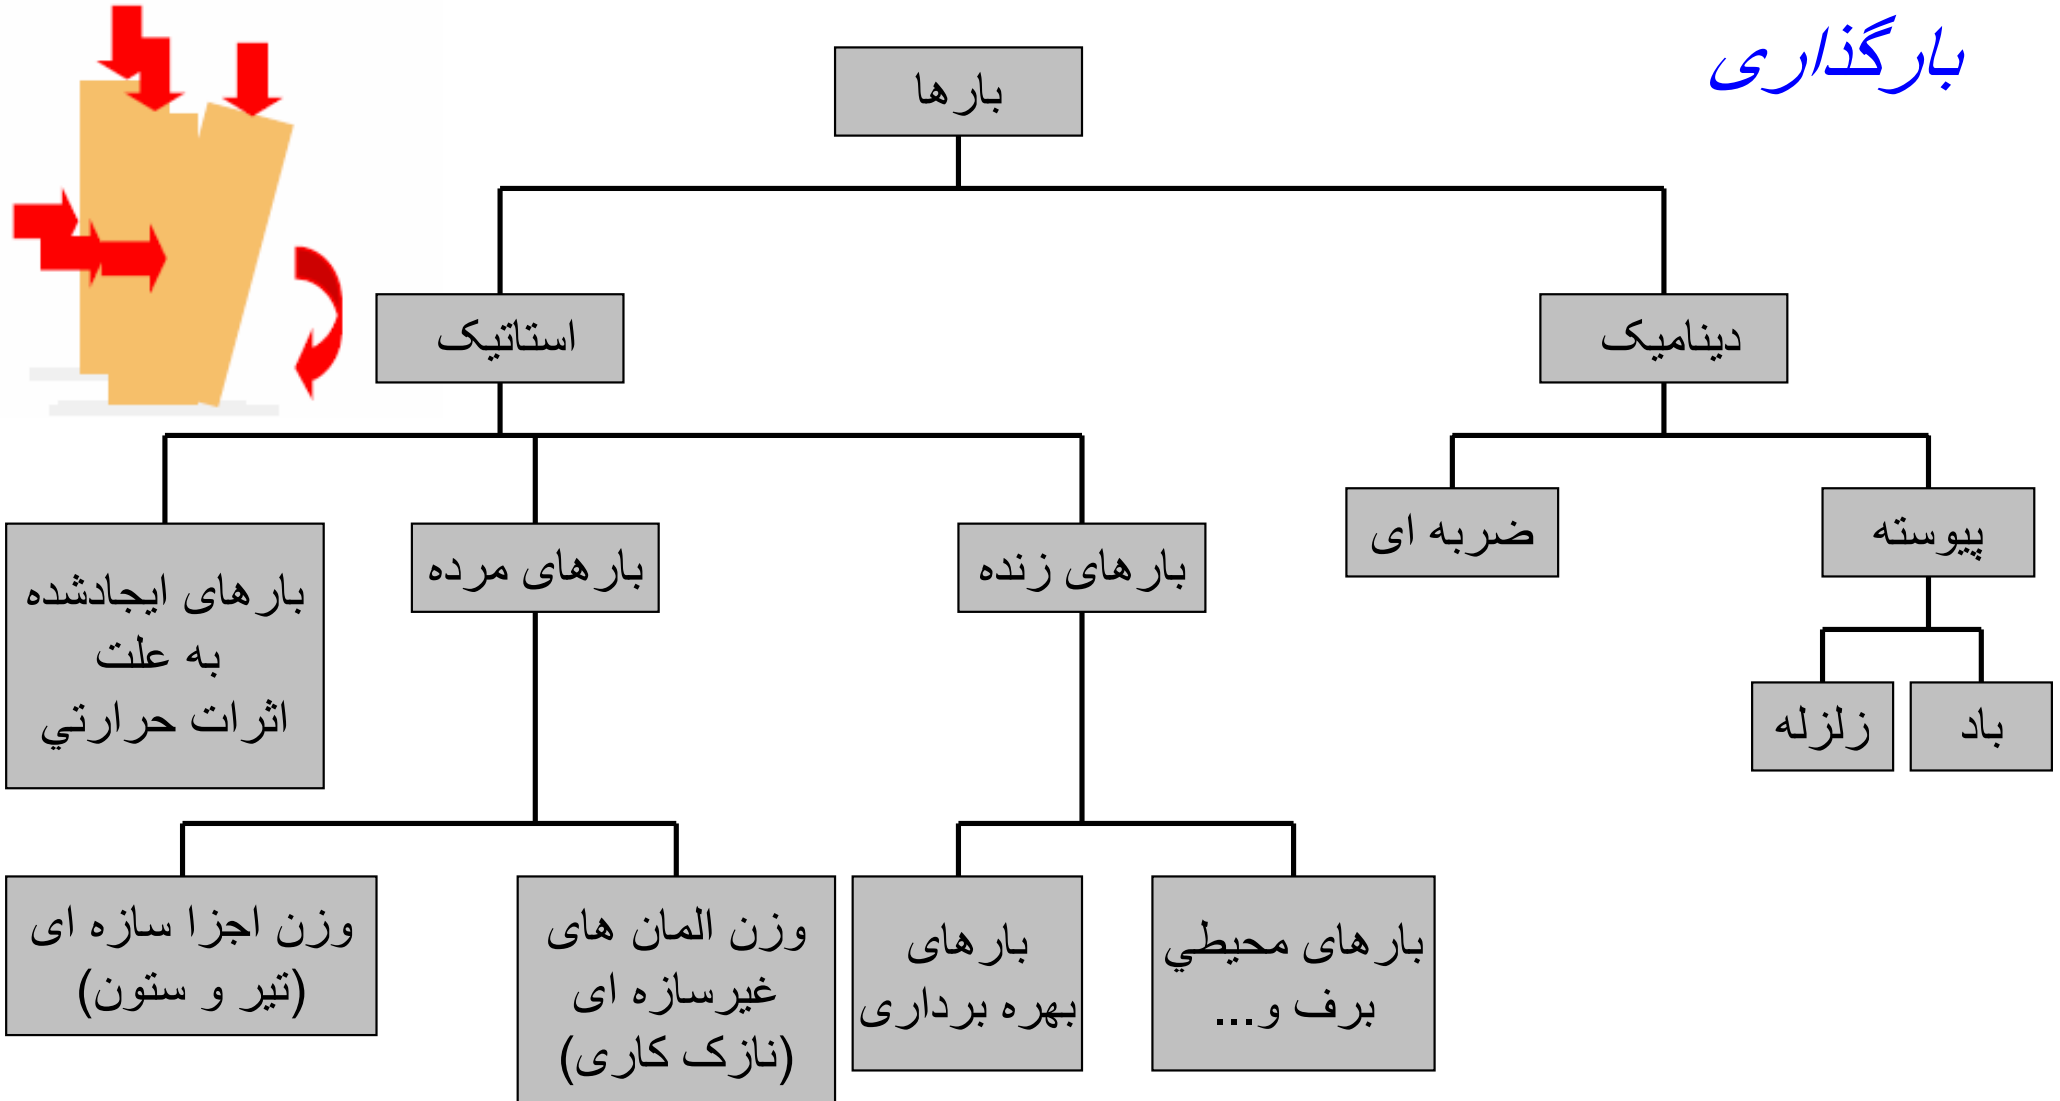 بارگذاری
بارها
دینامیک
استاتیک
پیوسته
ضربه ای
بارهای زنده
بارهای مرده
بارهای ایجادشده
به علت
اثرات حرارتي
باد
زلزله
بارهای محيطي
برف و...
بارهای
بهره برداری
وزن المان های
غیرسازه ای
(نازک کاری)
وزن اجزا سازه ای
(تیر و ستون)